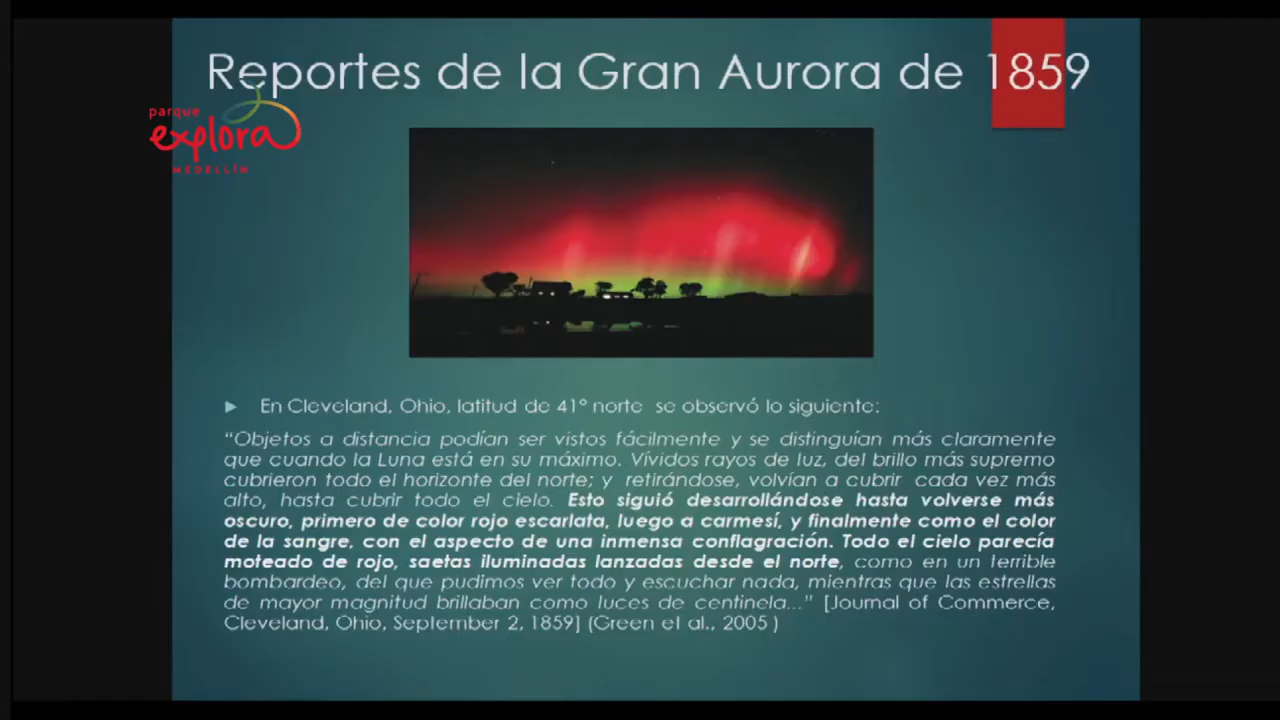 Reportes de la Gran Aurora de 1859
parque
explora
MEDELLÍN
En Cleveland, Ohio, latitud de 41° norte se observó lo siguiente:
“Objetos a distancia podían ser vistos fácilmente y se distinguían más claramente
que cuando la Luna está en su máximo. Vívidos rayos de luz, del brillo más supremo
cubrieron todo el horizonte del norte; y retirándose, volvían a cubrir cada vez más
alto, hasta cubrir todo el cielo. Esto siguió desarrollándose hasta volverse más
oscuro, primero de color rojo escarlata, luego a carmesí, y finalmente como el color
de la sangre, con el aspecto de una inmensa conflagración. Todo el cielo parecía
moteado de rojo, saetas iluminadas lanzadas desde el norte, como en un terrible
bombardeo, del que pudimos ver todo y escuchar nada, mientras que las estrellas
de mayor magnitud brillaban como luces de centinela...” [Journal of Commerce,
Cleveland, Ohio, September 2, 1859] (Green et al., 2005 )